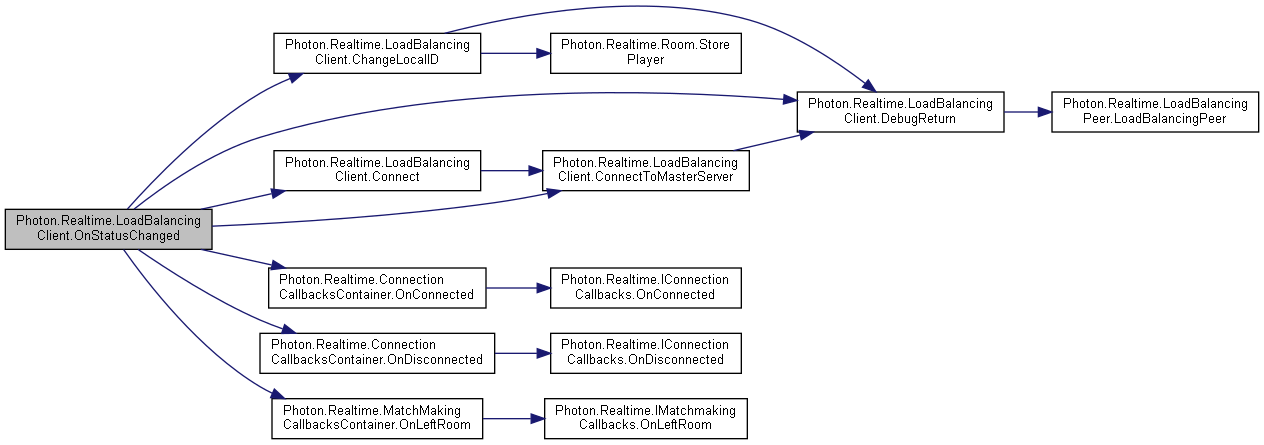 Photon.Realtime.LoadBalancing
Client.OnStatusChanged
Photon.Realtime.LoadBalancing
Client.ChangeLocalID
Photon.Realtime.Room.Store
Player
Photon.Realtime.LoadBalancing
Client.DebugReturn
Photon.Realtime.LoadBalancing
Peer.LoadBalancingPeer
Photon.Realtime.LoadBalancing
Client.Connect
Photon.Realtime.LoadBalancing
Client.ConnectToMasterServer
Photon.Realtime.Connection
CallbacksContainer.OnConnected
Photon.Realtime.IConnection
Callbacks.OnConnected
Photon.Realtime.Connection
CallbacksContainer.OnDisconnected
Photon.Realtime.IConnection
Callbacks.OnDisconnected
Photon.Realtime.MatchMaking
CallbacksContainer.OnLeftRoom
Photon.Realtime.IMatchmaking
Callbacks.OnLeftRoom